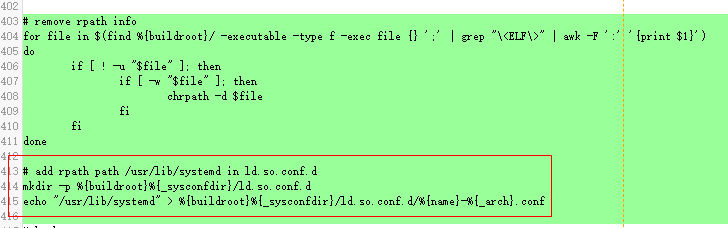 402
403 # remove rpath info
404 for file in $(find %{buildroot}/ -executable -type f -exec file {} ';' | grep "\<ELF\>" | awk -F ':' '{print $1}')
405 do
406 if [ ! -u "$file" ]; then
407 if [ -w "$file" ]; then
408 chrpath -d $file
409 fi
410 fi
411 done
412
413 # add rpath path /usr/lib/systemd in ld.so.conf.d
414 mkdir -p %{buildroot}%{_sysconfdir}/ld.so.conf.d
415 echo "/usr/lib/systemd" > %{buildroot}%{_sysconfdir}/ld.so.conf.d/%{name}-%{_arch}.conf
416